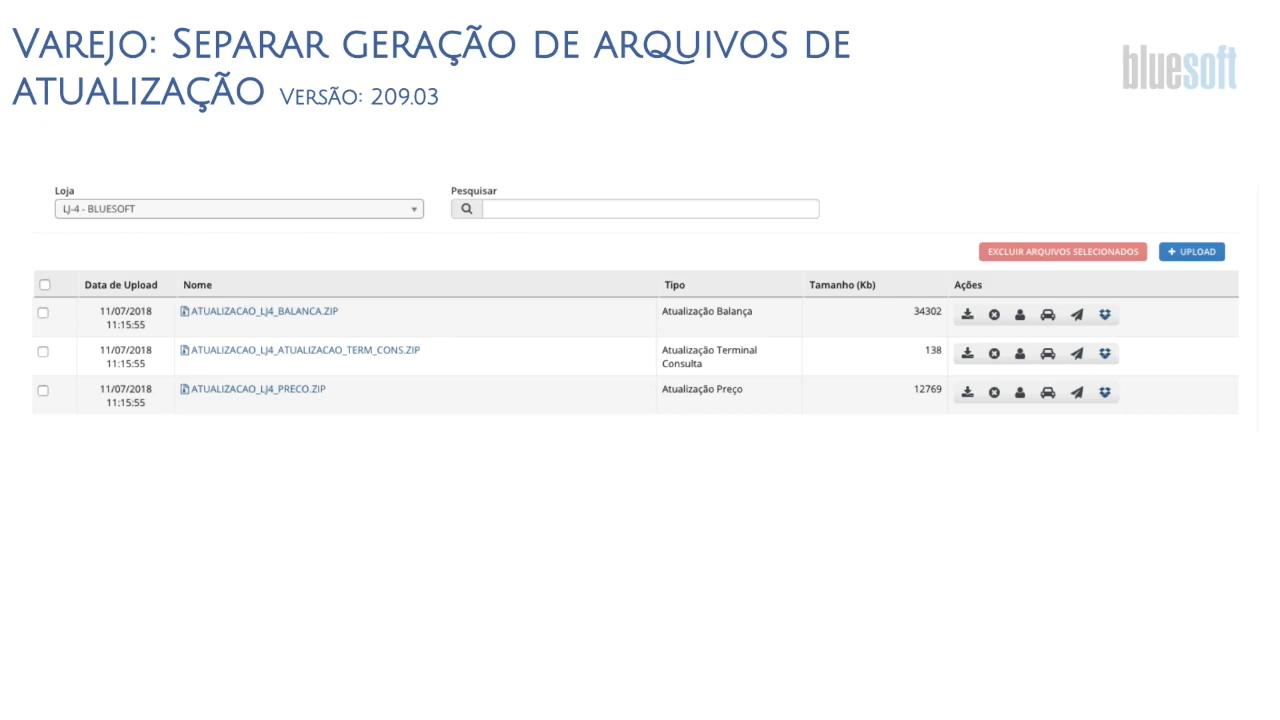 Varejo: Separar geração de arquivos de
atualização Versão: 209.03
bluesoft
Loja
Pesquisar
LJ-4 - BLUESOFT
EXCLUIR ARQUIVOS SELECIONADOS
+ UPLOAD
Data de Upload Nome Tipo Tamanho (Kb) Ações
11/07/2018 ATUALIZACAO_LJ4_BALANCA.ZIP Atualização Balança 34302
11:15:55
11/07/2018 ATUALIZACAO_LJ4_ATUALIZACAO_TERM_CONS.ZIP Atualização Terminal 138
11:15:55 Consulta
11/07/2018 ATUALIZACAO_LJ4_PRECO.ZIP Atualização Preço 12769
11:15:55